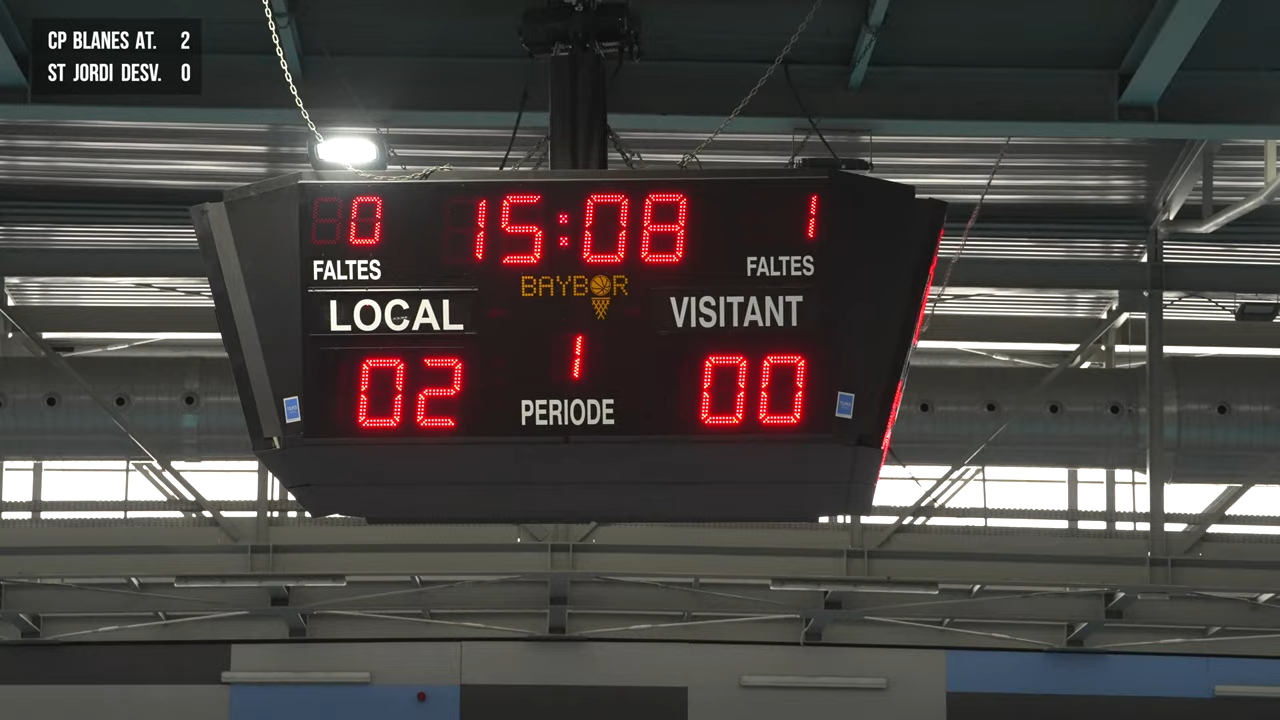 CP BLANES AT. 2
ST JORDI DESV. 0
0 15:08 1
FALTES FALTES
BAYBOR
LOCAL VISITANT
1
02 00
PERIODE